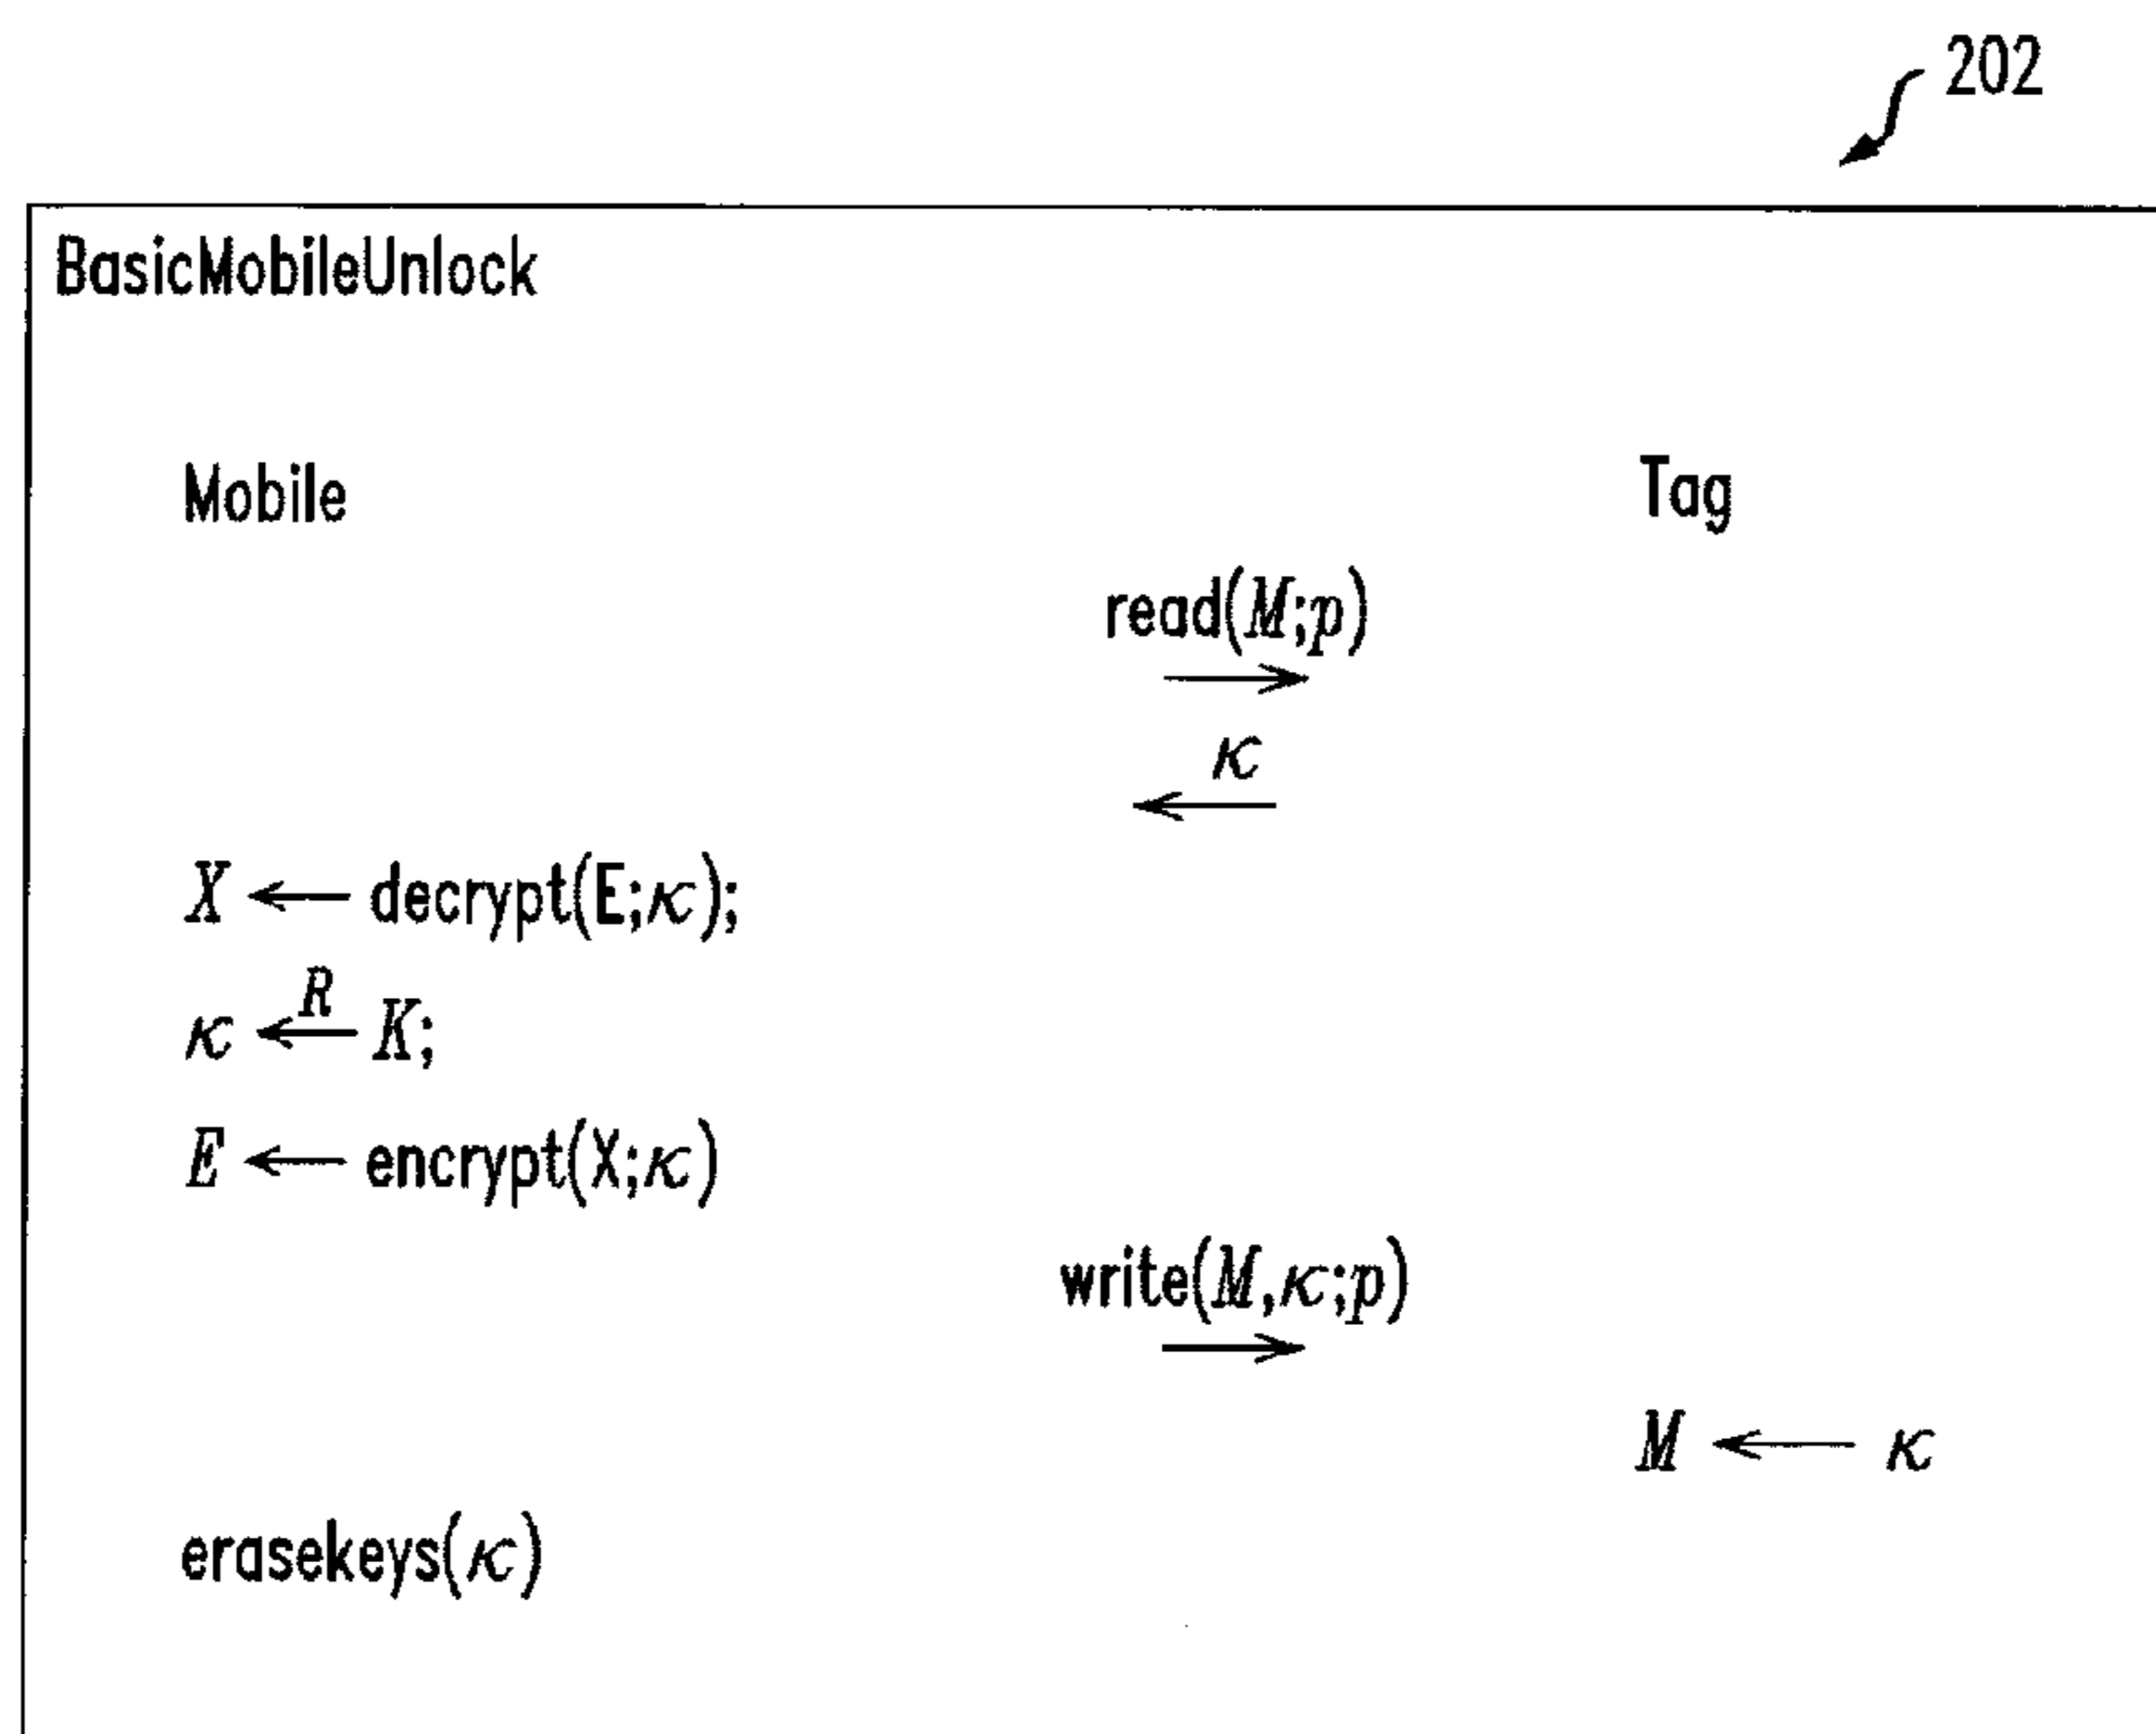 202
BasicMobileUnlock
Mobile Tag
read(M;p)
κ
X ← decrypt(E;κ);
κ ←R K;
E ← encrypt(X;κ)
write(M,κ;p)
M ← κ
erasekeys(κ)